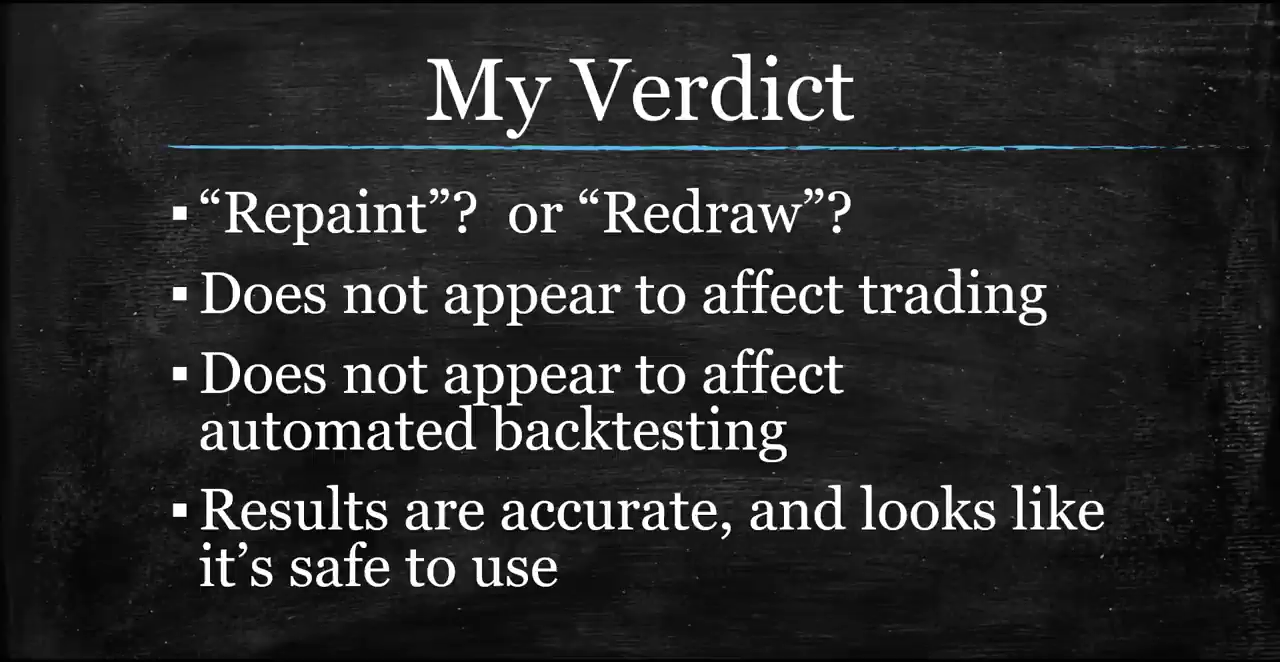 My Verdict
▪ “Repaint”?  or “Redraw”?
▪ Does not appear to affect trading
▪ Does not appear to affect
automated backtesting
▪ Results are accurate, and looks like
it’s safe to use